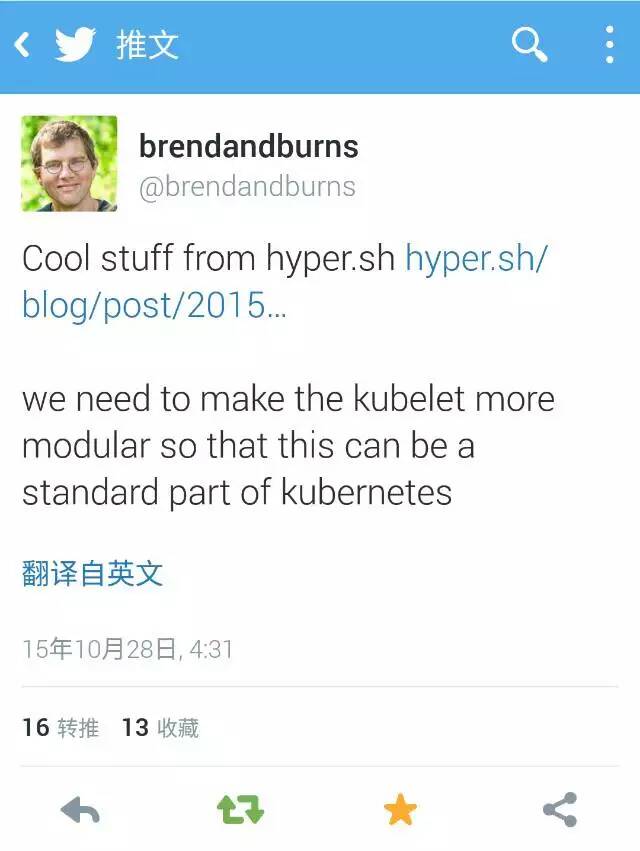 推文
brendandburns
@brendandburns
Cool stuff from hyper.sh hyper.sh/
blog/post/2015…
we need to make the kubelet more
modular so that this can be a
standard part of kubernetes
翻译自英文
15年10月28日, 4:31
16 转推 13 收藏